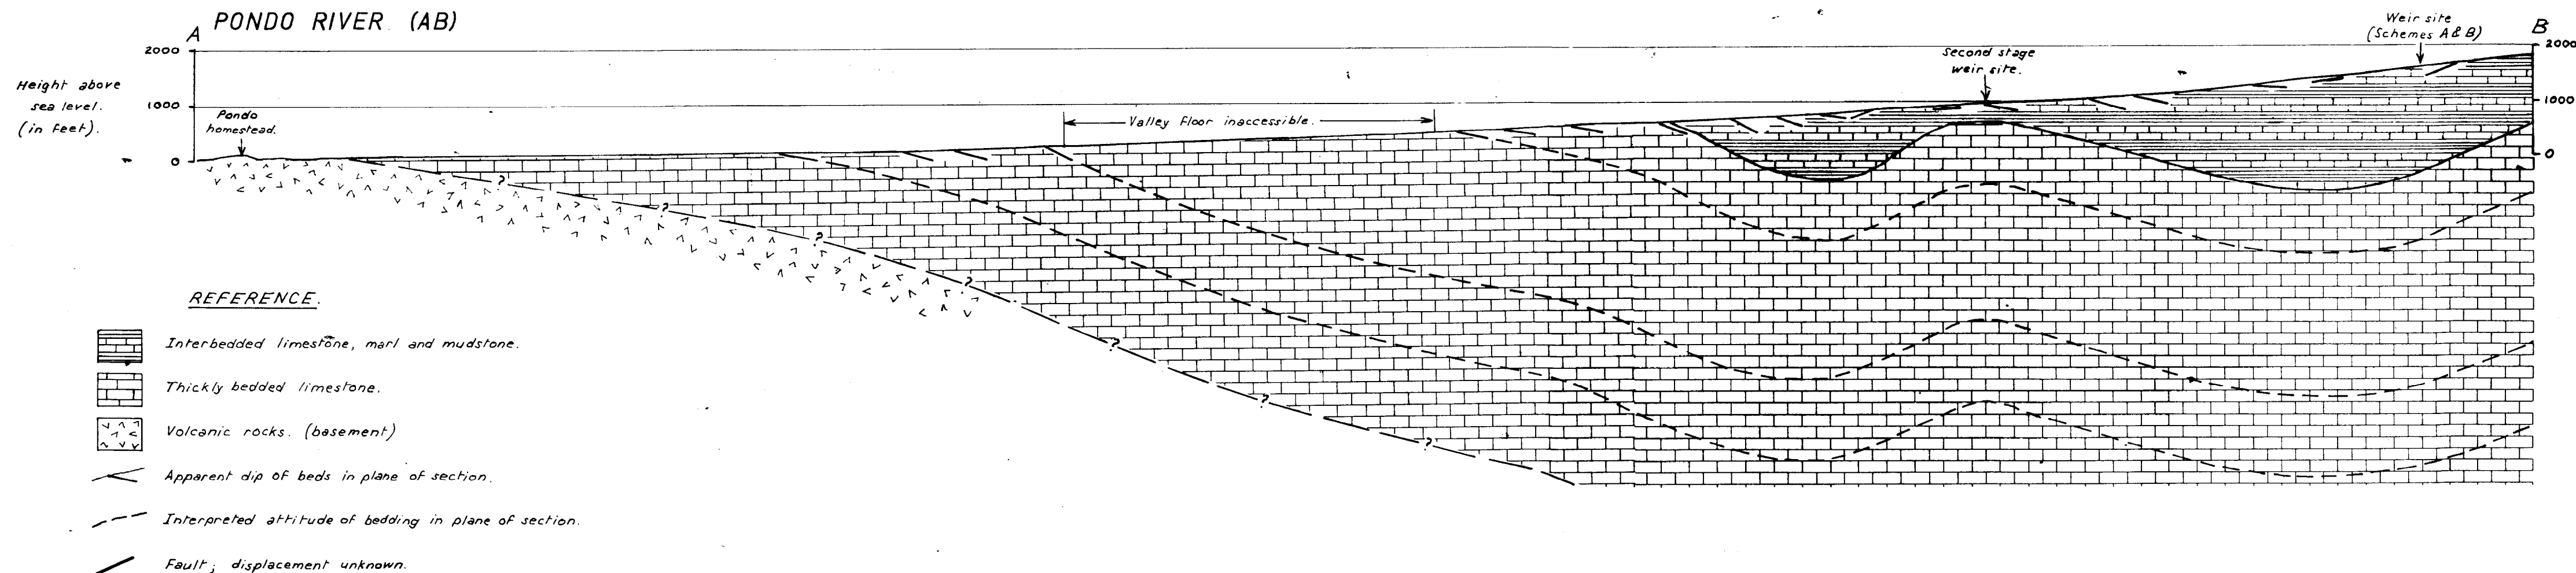 PONDO RIVER (AB)
A
B
Weir site
(Schemes A & B)
Second stage
weir site.
2000
2000
Height above
sea level.
(in feet).
1000
1000
Pondo
homestead.
Valley floor inaccessible.
0
0
?
?
?
?
?
?
?
REFERENCE.
Interbedded limestone, marl and mudstone.
Thickly bedded limestone.
Volcanic rocks. (basement)
Apparent dip of beds in plane of section.
Interpreted attitude of bedding in plane of section.
Fault; displacement unknown.